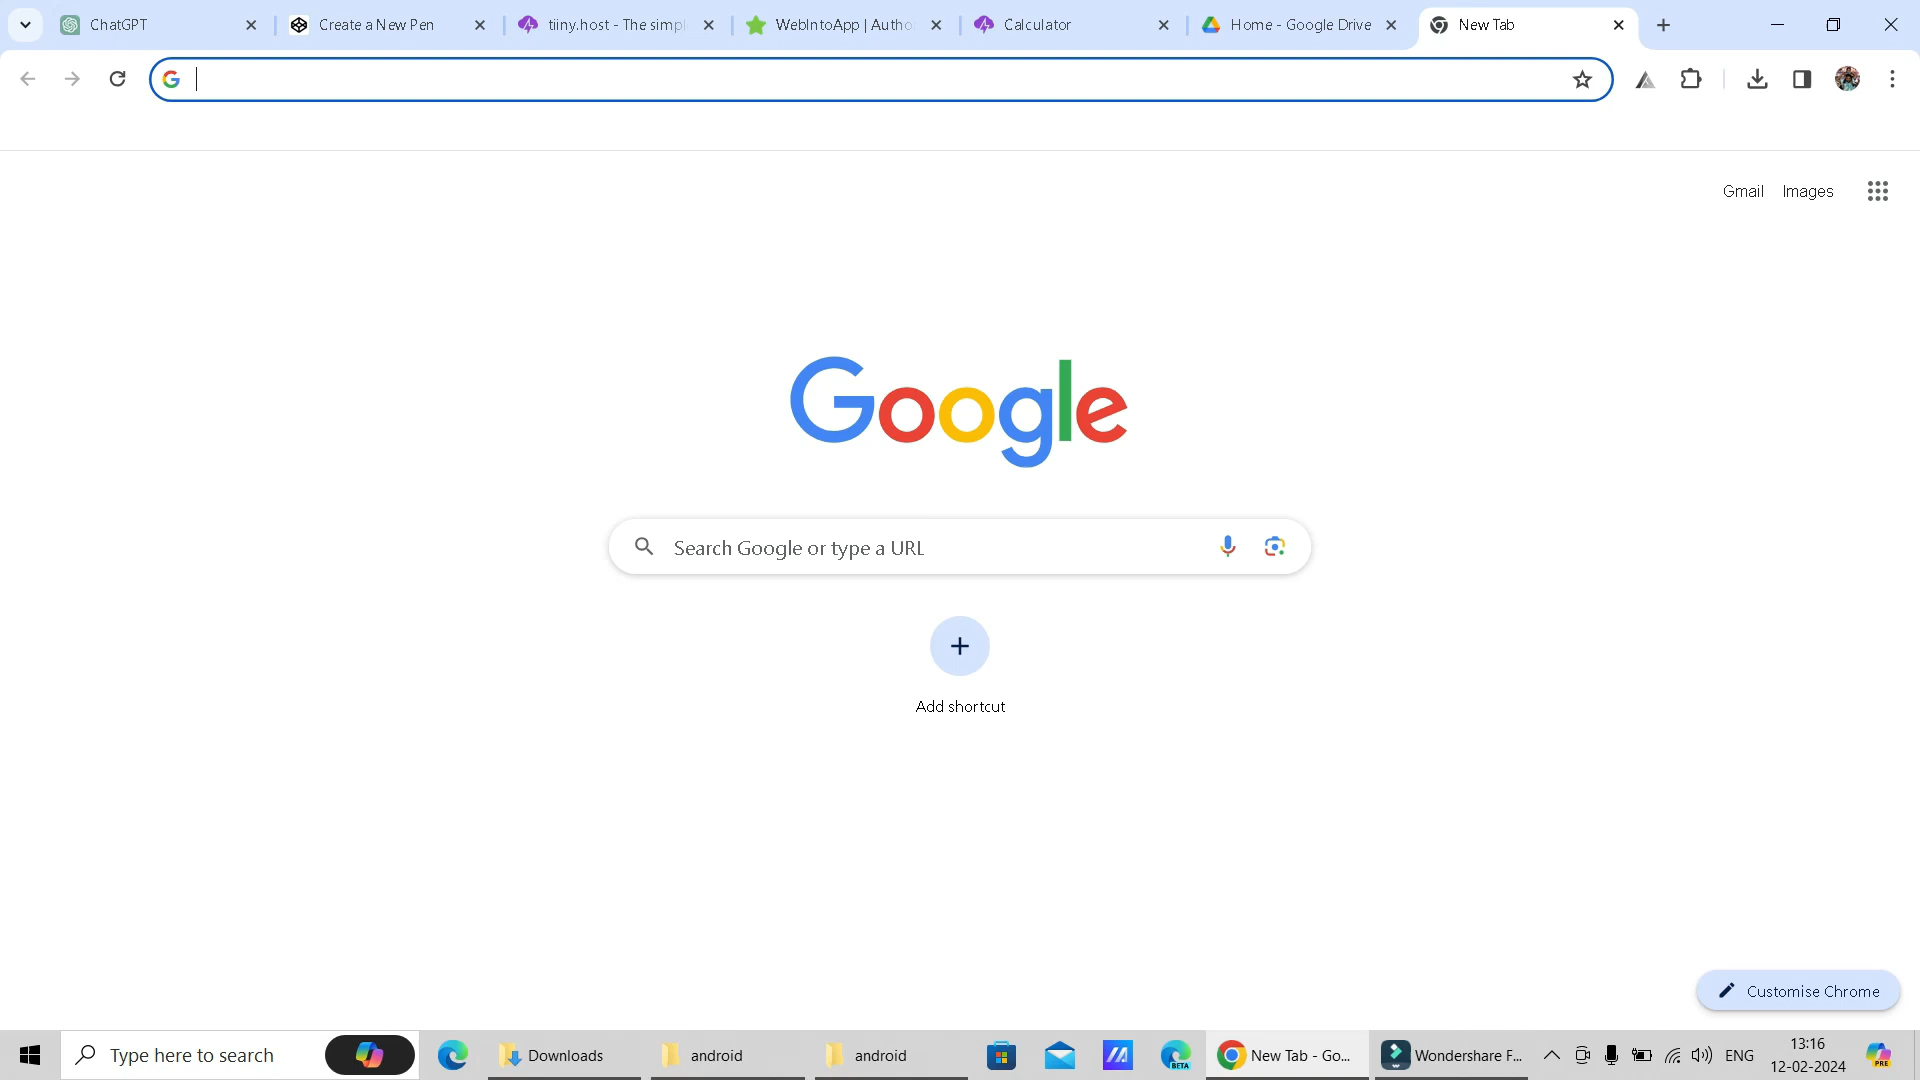 ChatGPT
Create a New Pen
tiiny.host - The simpl
WebIntoApp | Autho
Calculator
Home - Google Drive
New Tab
Gmail Images
Google
Search Google or type a URL
Add shortcut
Customise Chrome
Type here to search
Downloads
android
android
BETA
New Tab - Go...
Wondershare F...
ENG
13:16
12-02-2024
PRE